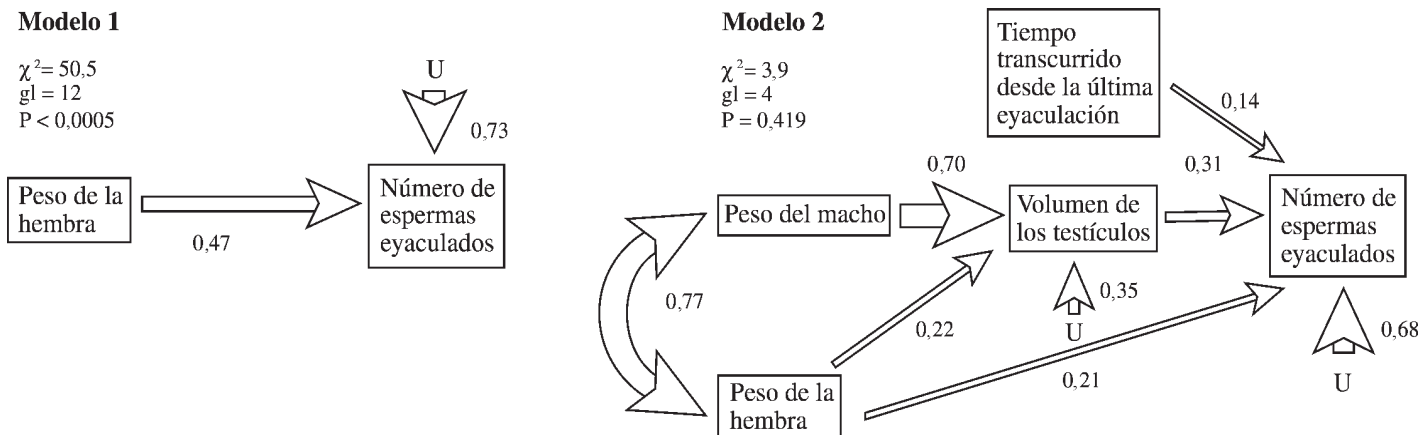 Modelo 1
χ²= 50,5
gl = 12
P < 0,0005
U
0,73
Peso de la
hembra
0,47
Número de
espermas
eyaculados
Modelo 2
χ²= 3,9
gl = 4
P = 0,419
Tiempo
transcurrido
desde la última
eyaculación
0,14
0,70
0,31
Peso del macho
Volumen de
los testículos
Número de
espermas
eyaculados
0,77
0,22
0,35
U
0,68
U
0,21
Peso de la
hembra